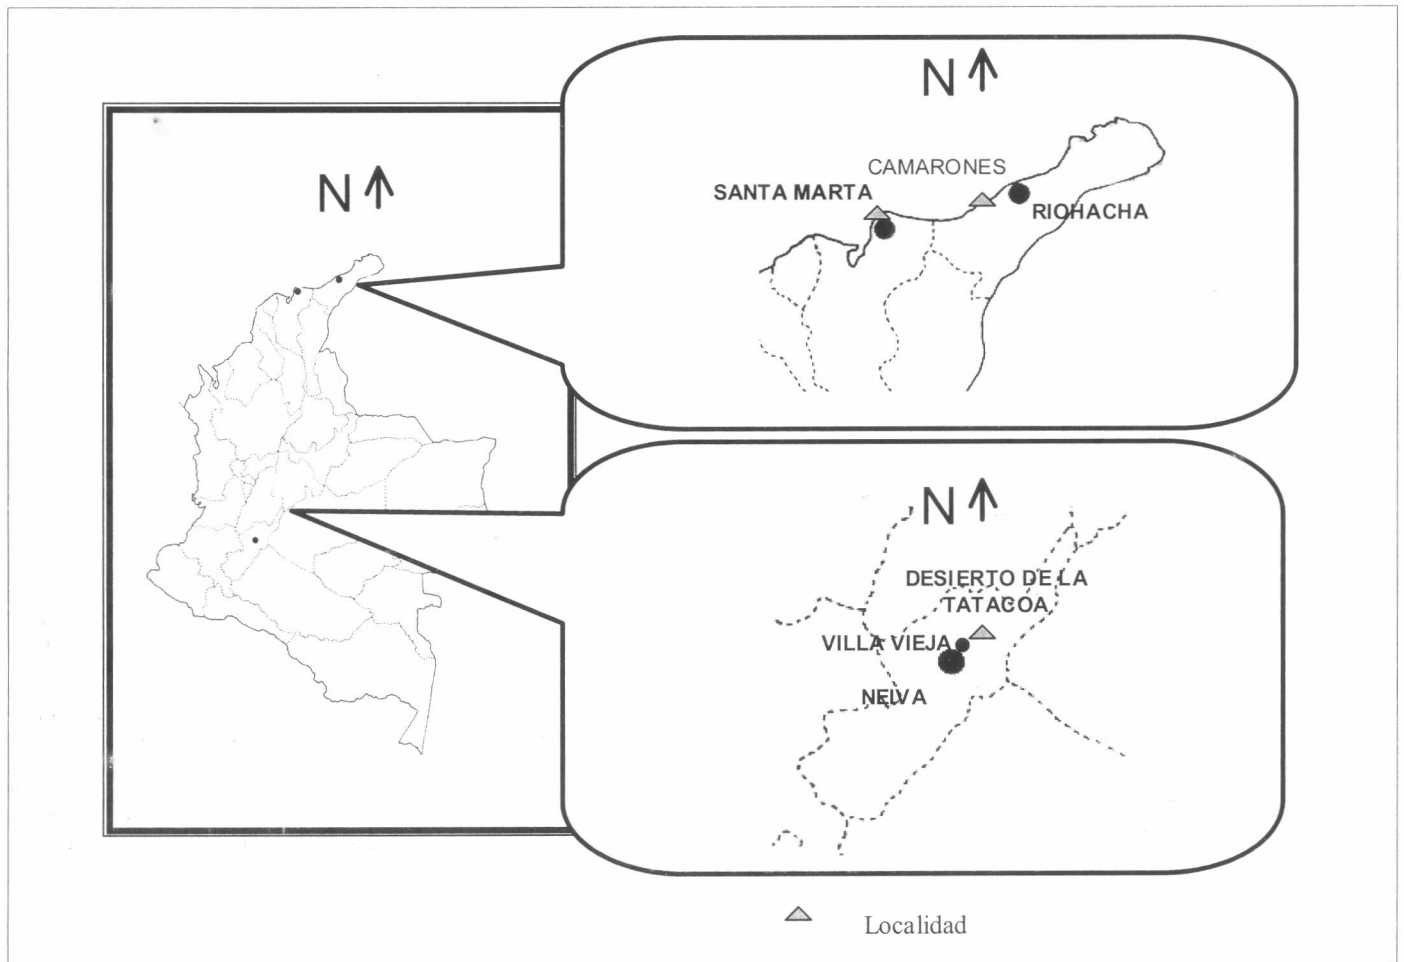 N
N
CAMARONES
SANTA MARTA
RIOHACHA
N
DESIERTO DE LA
TATACOA
VILLA VIEJA
NEIVA
Localidad